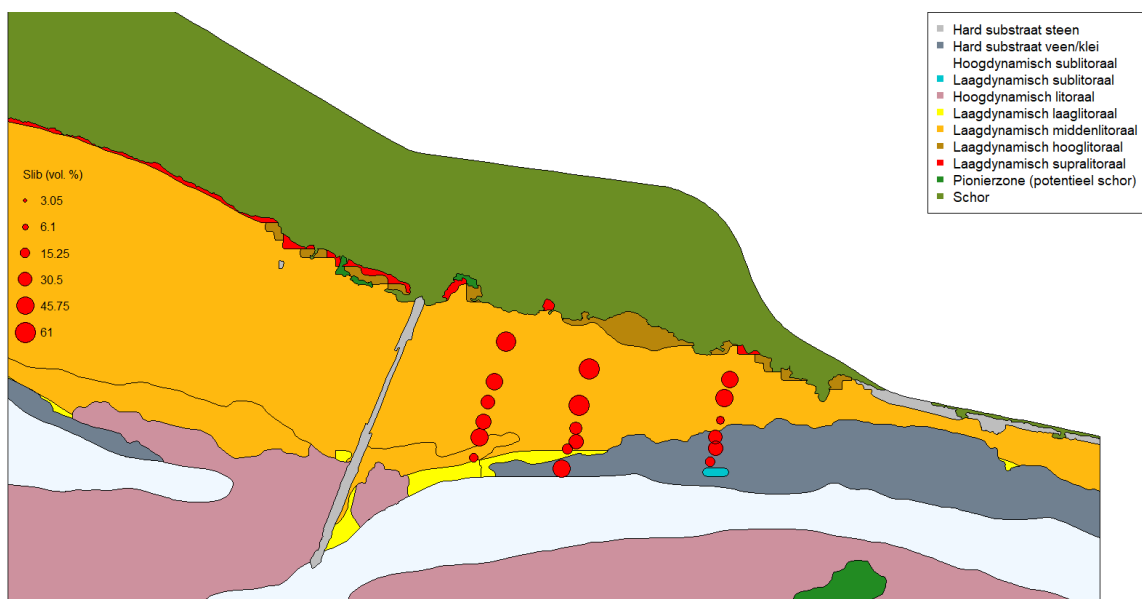 Hard substraat steen
Hard substraat veen/klei
Hoogdynamisch sublitoraal
Laagdynamisch sublitoraal
Hoogdynamisch litoraal
Laagdynamisch laaglitoraal
Laagdynamisch middenlitoraal
Laagdynamisch hooglitoraal
Laagdynamisch supralitoraal
Pionierzone (potentieel schor)
Schor
Slib (vol. %)
3.05
6.1
15.25
30.5
45.75
61